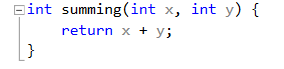 int summing(int x, int y) {
    return x + y;
}